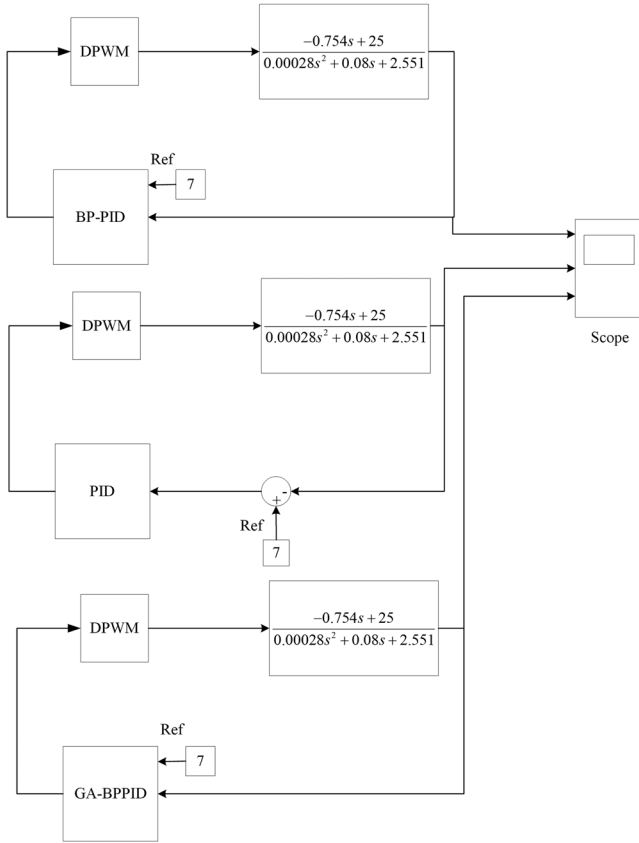 DPWM
−0.754s + 25
0.00028s² + 0.08s + 2.551
Ref
7
BP-PID
DPWM
−0.754s + 25
0.00028s² + 0.08s + 2.551
Scope
PID
+
-
Ref
7
DPWM
−0.754s + 25
0.00028s² + 0.08s + 2.551
Ref
7
GA-BPPID